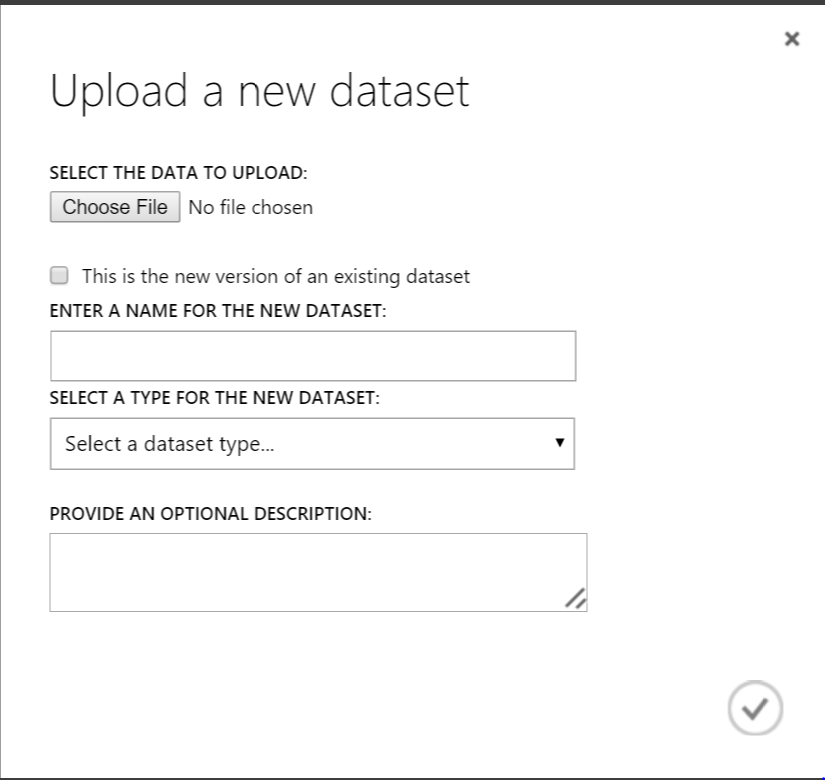 Upload a new dataset
SELECT THE DATA TO UPLOAD:
Choose File No file chosen
This is the new version of an existing dataset
ENTER A NAME FOR THE NEW DATASET:
SELECT A TYPE FOR THE NEW DATASET:
Select a dataset type...
PROVIDE AN OPTIONAL DESCRIPTION: